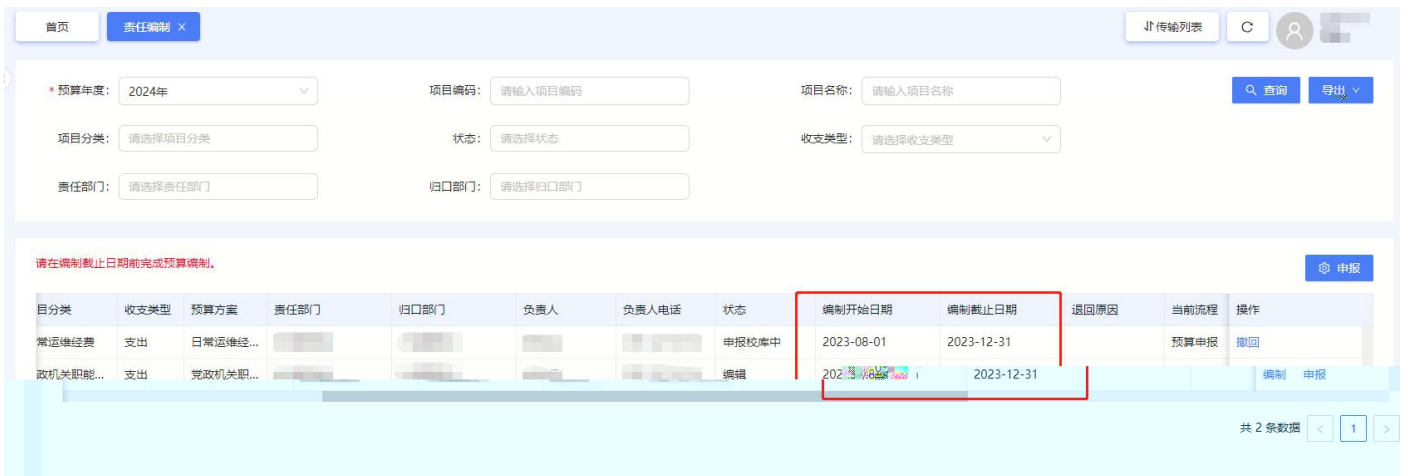 首页 责任编制 × 传输列表
* 预算年度: 2024年 项目编码: 请输入项目编码 项目名称: 请输入项目名称 查询 导出
项目分类: 请选择项目分类 状态: 请选择状态 收支类型: 请选择收支类型
责任部门: 请选择责任部门 归口部门: 请选择归口部门
请在编制截止日期前完成预算编制。 申报
目分类 收支类型 预算方案 责任部门 归口部门 负责人 负责人电话 状态 编制开始日期 编制截止日期 退回原因 当前流程 操作
常运维经费 支出 日常运维经... 申报校库中 2023-08-01 2023-12-31 预算申报 撤回
政机关职能... 支出 党政机关职... 编辑 2023-12-31 编制 申报
共 2 条数据 < 1 >